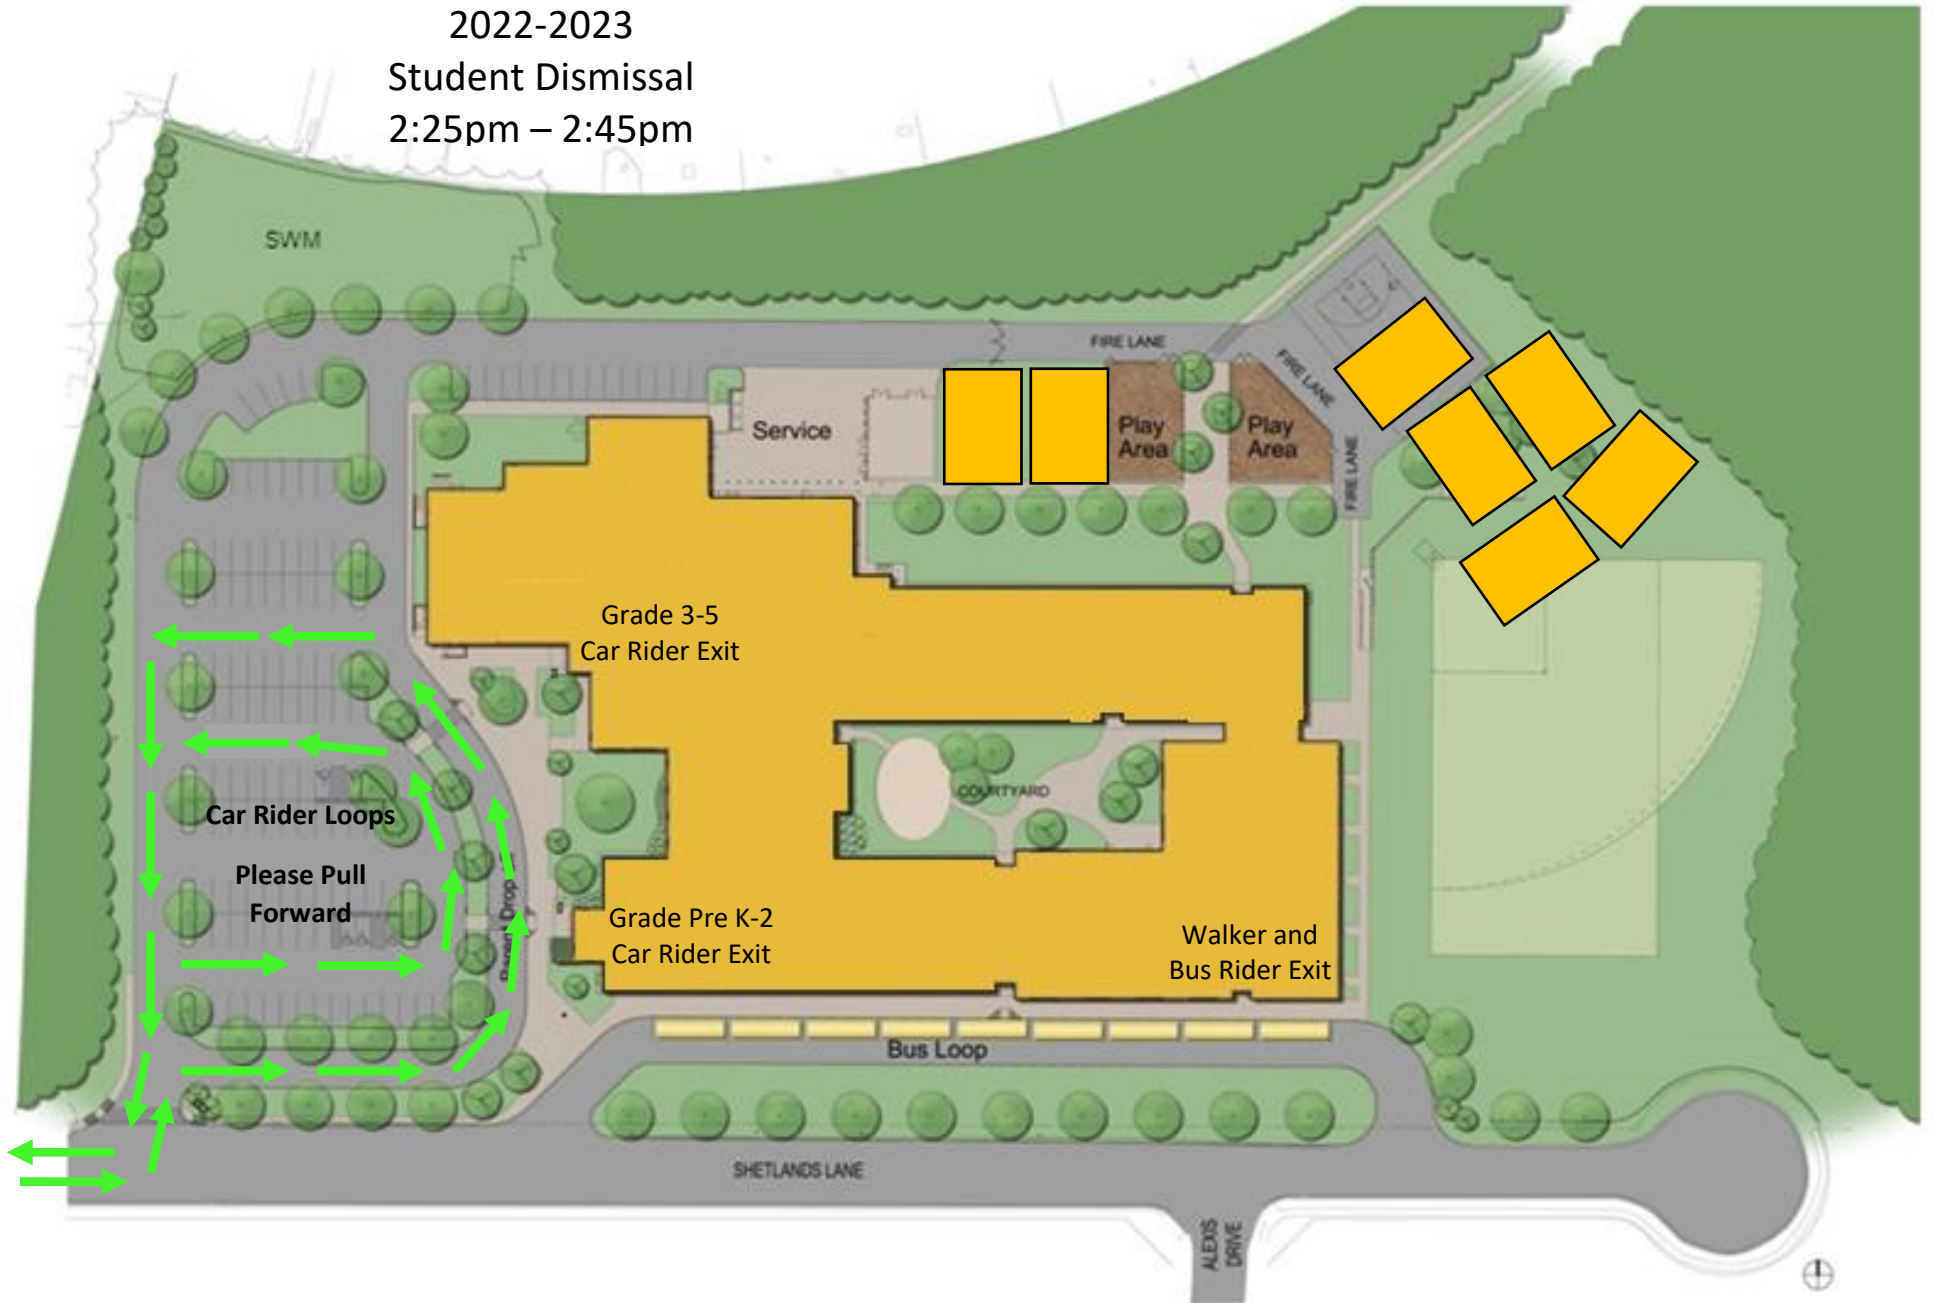 2022-2023
Student Dismissal
2:25pm – 2:45pm
SWM
FIRE LANE
FIRE LANE
FIRE LANE
Service
Play
Area
Play
Area
Grade 3-5
Car Rider Exit
COURTYARD
Car Rider Loops
Please Pull
Forward
Drop
Grade Pre K-2
Car Rider Exit
Walker and
Bus Rider Exit
Bus Loop
SHETLANDS LANE
ALEXIS
DRIVE